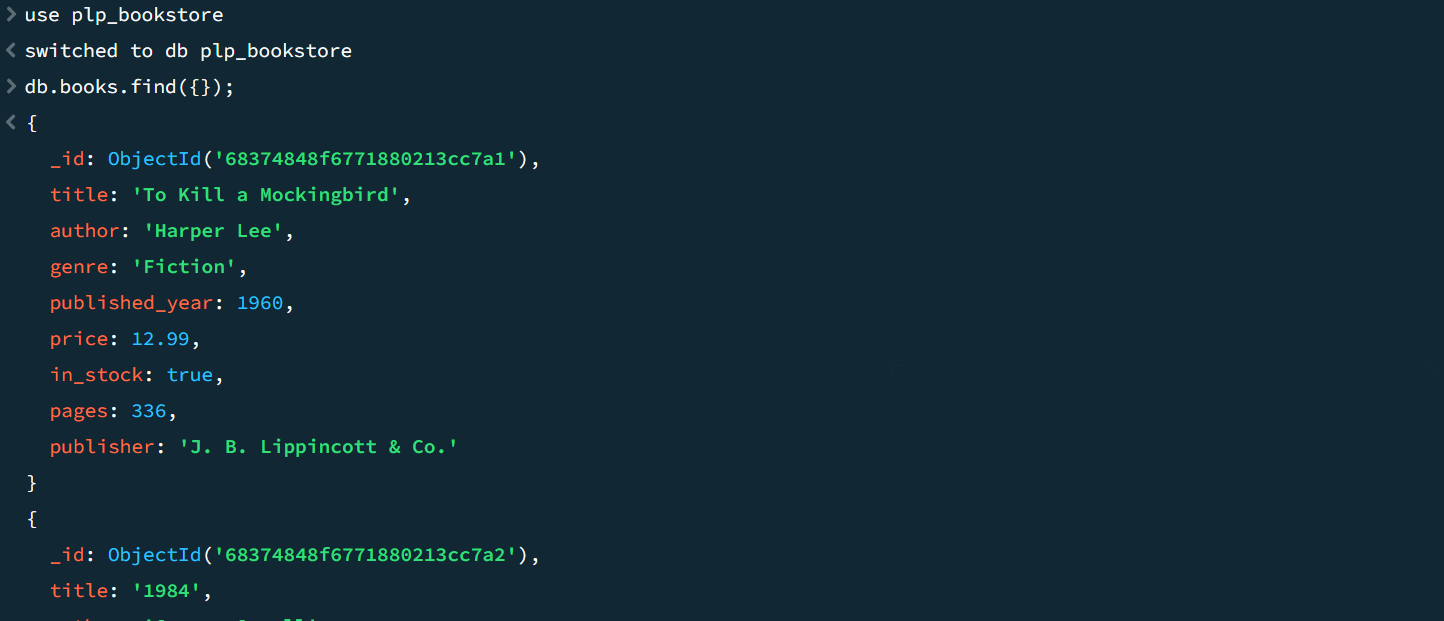 use plp_bookstore
switched to db plp_bookstore
db.books.find({});
{
_id: ObjectId('68374848f6771880213cc7a1'),
title: 'To Kill a Mockingbird',
author: 'Harper Lee',
genre: 'Fiction',
published_year: 1960,
price: 12.99,
in_stock: true,
pages: 336,
publisher: 'J. B. Lippincott & Co.'
}
{
_id: ObjectId('68374848f6771880213cc7a2'),
title: '1984',